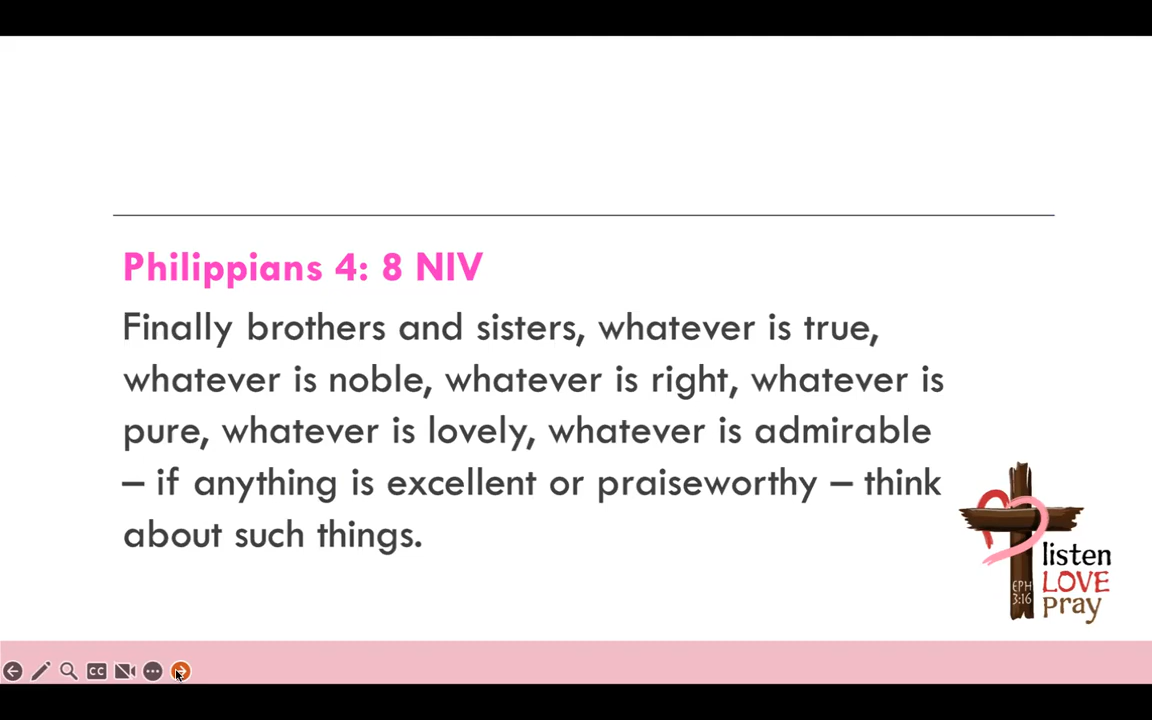 Philippians 4: 8 NIV
Finally brothers and sisters, whatever is true,
whatever is noble, whatever is right, whatever is
pure, whatever is lovely, whatever is admirable
– if anything is excellent or praiseworthy – think
about such things.
listen
LOVE
pray
EPH
3:16
CC